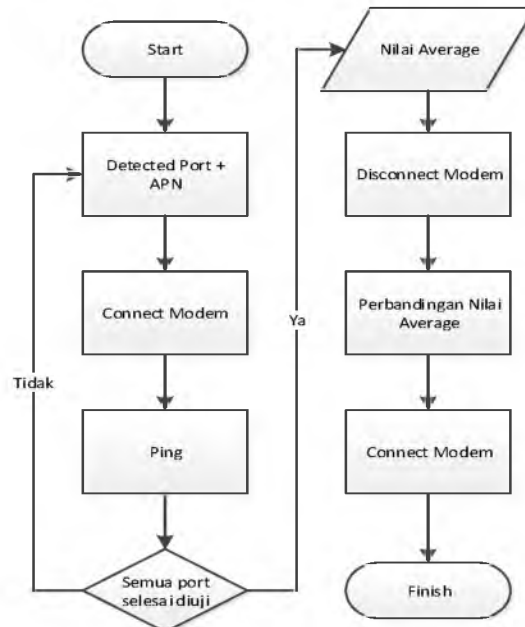 Start
Detected Port +
APN
Connect Modem
Ping
Semua port
selesai diuji
Tidak
Ya
Nilai Average
Disconnect Modem
Perbandingan Nilai
Average
Connect Modem
Finish